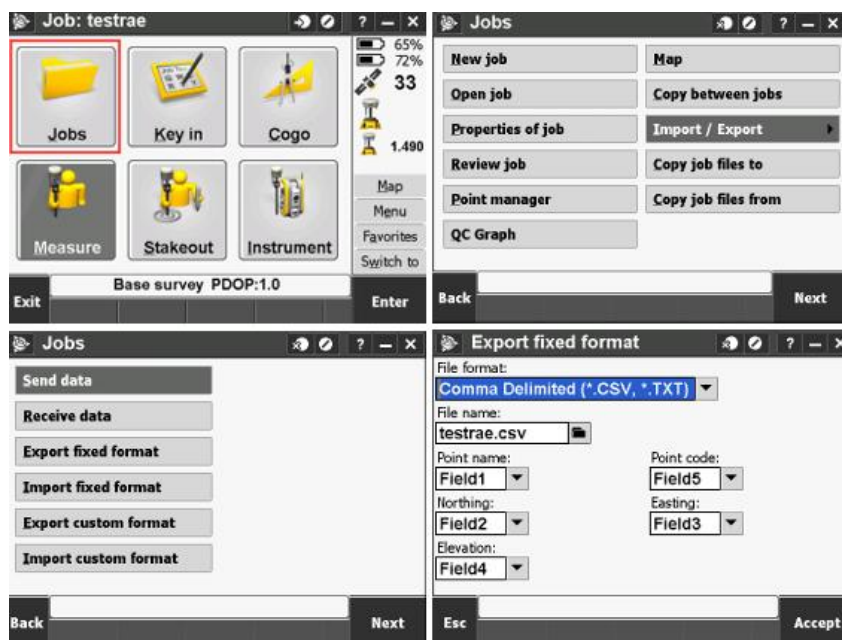 Job: testrae
? – ×
65%
72%
33
1.490
Jobs
Key in
Cogo
Measure
Stakeout
Instrument
Map
Menu
Favorites
Switch to
Base survey PDOP:1.0
Exit
Enter
Jobs
? – ×
New job
Map
Open job
Copy between jobs
Properties of job
Import / Export
Review job
Copy job files to
Point manager
Copy job files from
QC Graph
Back
Next
Jobs
? – ×
Send data
Receive data
Export fixed format
Import fixed format
Export custom format
Import custom format
Back
Next
Export fixed format
? – ×
File format:
Comma Delimited (*.CSV, *.TXT)
File name:
testrae.csv
Point name:
Point code:
Field1
Field5
Northing:
Easting:
Field2
Field3
Elevation:
Field4
Esc
Accept